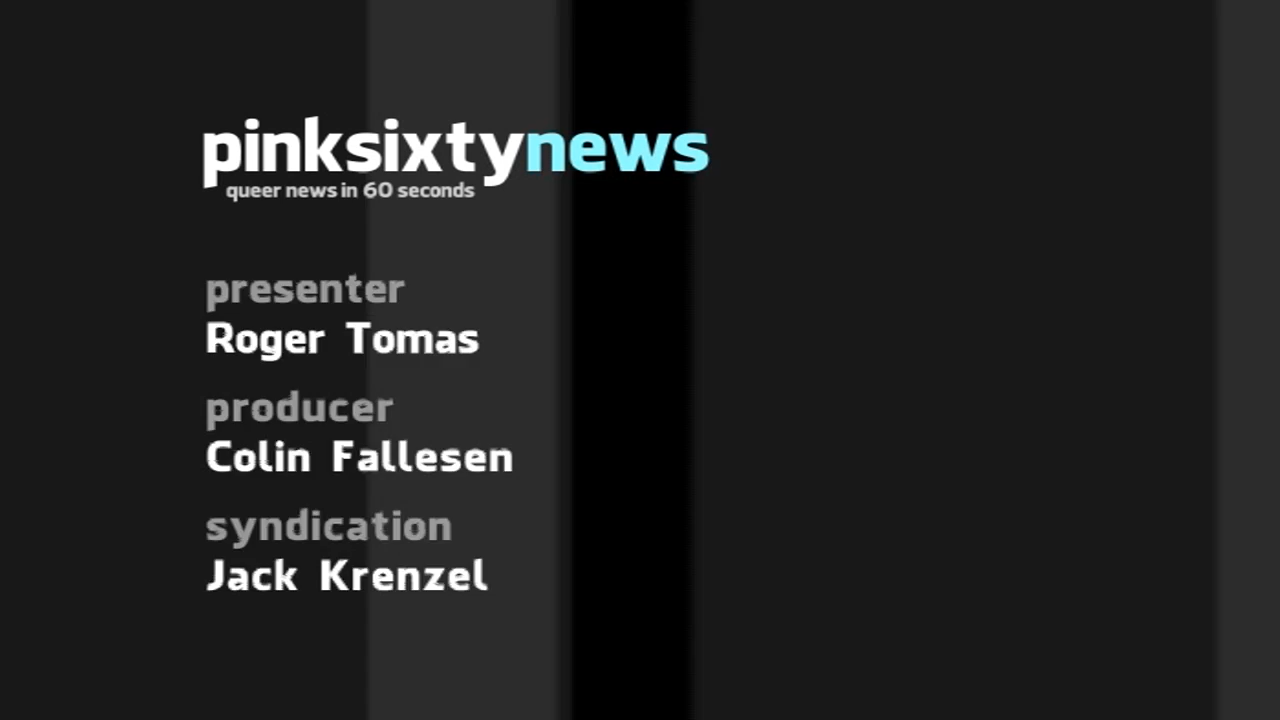 pinksixtynews
queer news in 60 seconds
presenter
Roger Tomas
producer
Colin Fallesen
syndication
Jack Krenzel